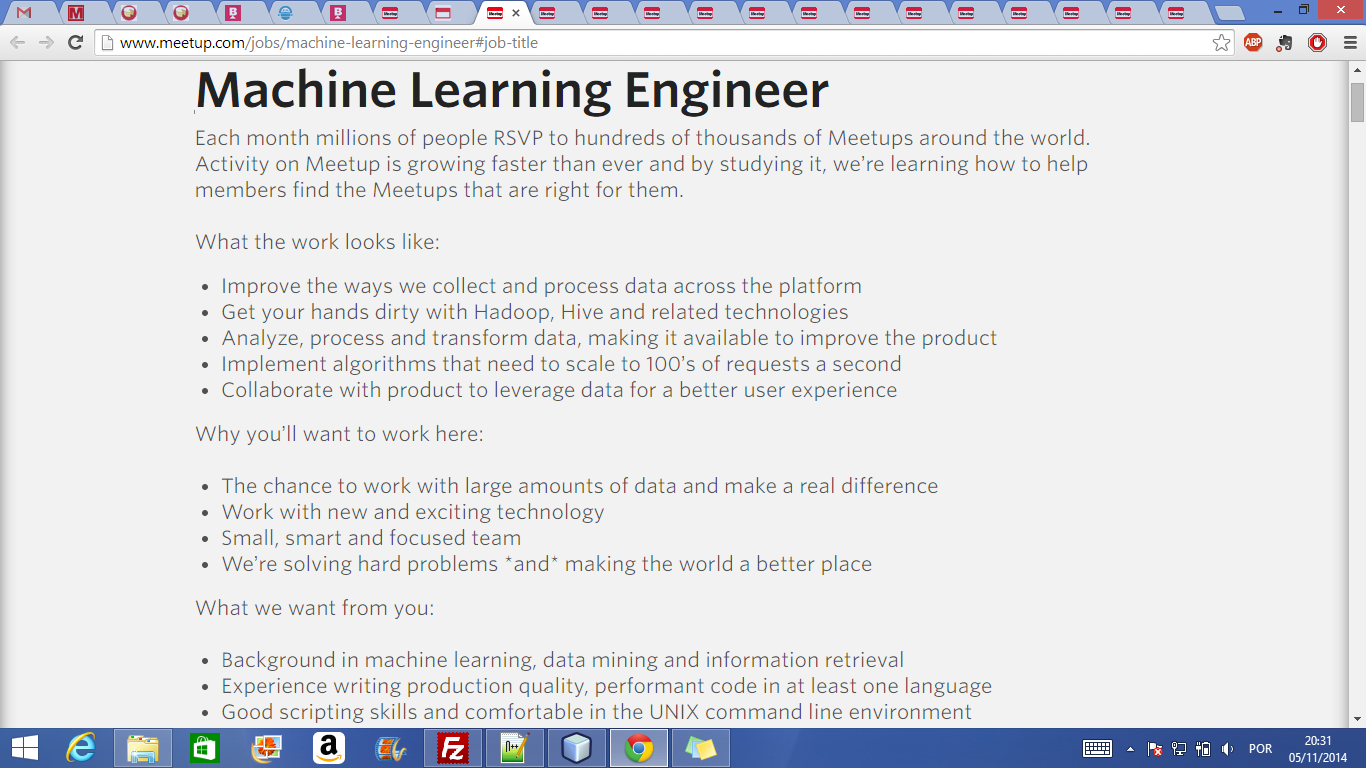 www.meetup.com/jobs/machine-learning-engineer#job-title
ABP
Machine Learning Engineer
Each month millions of people RSVP to hundreds of thousands of Meetups around the world.
Activity on Meetup is growing faster than ever and by studying it, we’re learning how to help
members find the Meetups that are right for them.
What the work looks like:
• Improve the ways we collect and process data across the platform
• Get your hands dirty with Hadoop, Hive and related technologies
• Analyze, process and transform data, making it available to improve the product
• Implement algorithms that need to scale to 100’s of requests a second
• Collaborate with product to leverage data for a better user experience
Why you’ll want to work here:
• The chance to work with large amounts of data and make a real difference
• Work with new and exciting technology
• Small, smart and focused team
• We’re solving hard problems *and* making the world a better place
What we want from you:
• Background in machine learning, data mining and information retrieval
• Experience writing production quality, performant code in at least one language
• Good scripting skills and comfortable in the UNIX command line environment
POR
20:31
05/11/2014